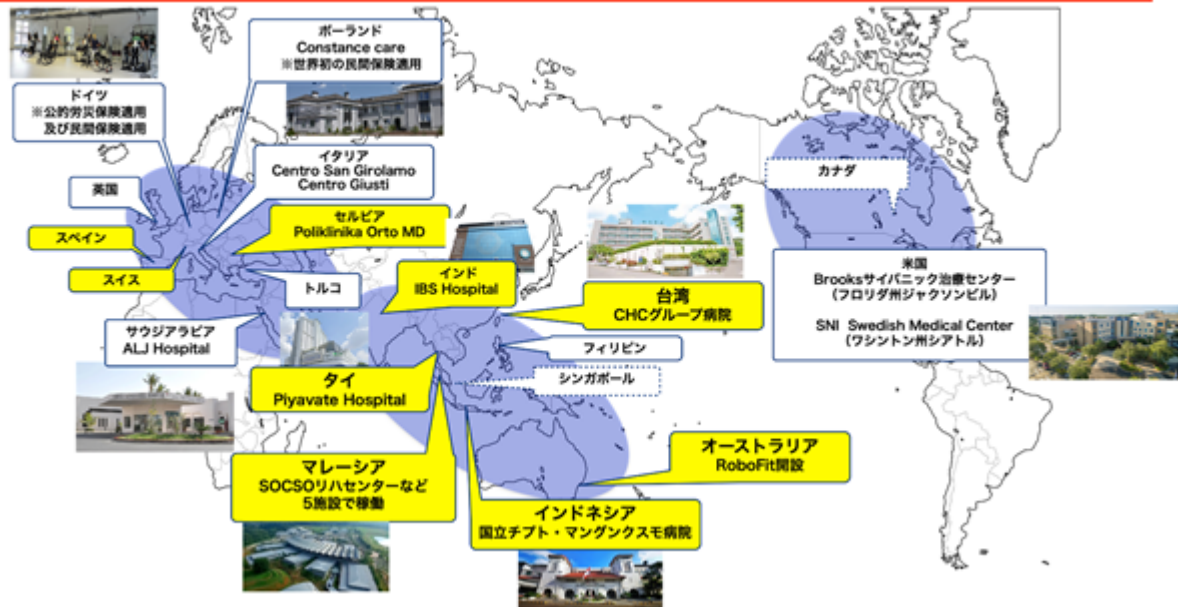 ポーランド
Constance care
※世界初の民間保険適用
ドイツ
※公的労災保険適用
及び民間保険適用
イタリア
Centro San Girolamo
Centro Giusti
英国
セルビア
Poliklinika Orto MD
スペイン
スイス
トルコ
インド
IBS Hospital
台湾
CHCグループ病院
サウジアラビア
ALJ Hospital
フィリピン
シンガポール
タイ
Piyavate Hospital
マレーシア
SOCSOリハセンターなど
5施設で稼働
オーストラリア
RoboFit開設
インドネシア
国立チプト・マングンクスモ病院
カナダ
米国
Brooksサイバニック治療センター
（フロリダ州ジャクソンビル）
SNI Swedish Medical Center
（ワシントン州シアトル）